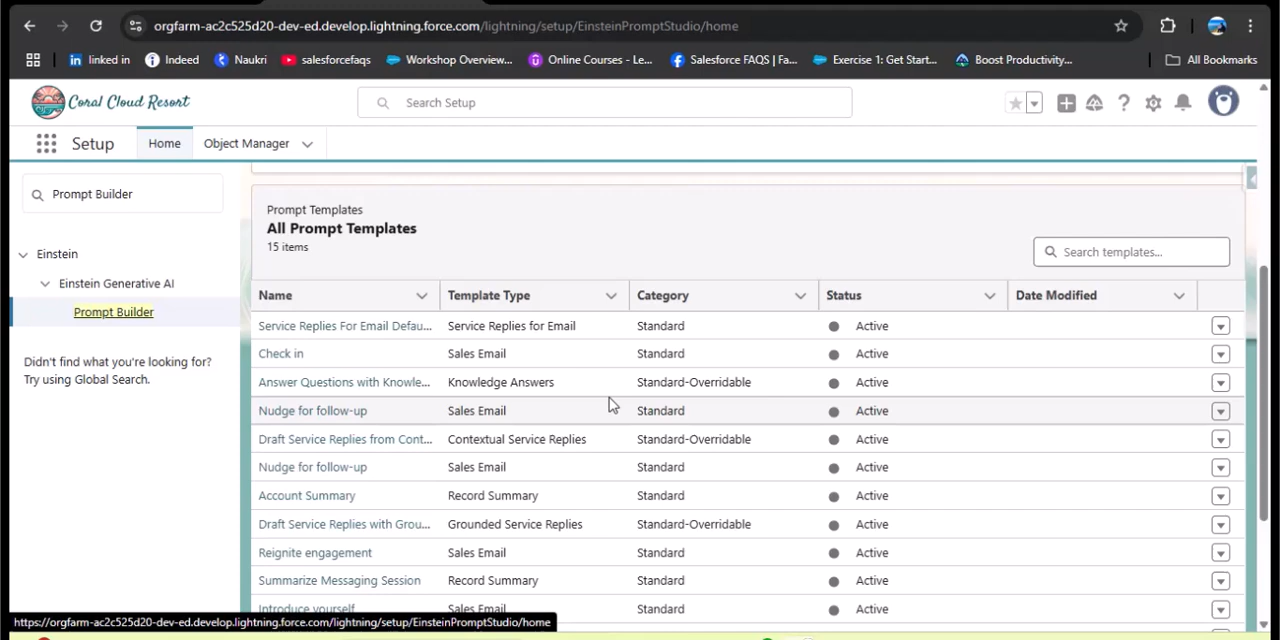 orgfarm-ac2c525d20-dev-ed.develop.lightning.force.com/lightning/setup/EinsteinPromptStudio/home
linked in
Indeed
Naukri
salesforcefaqs
Workshop Overview...
Online Courses - Le...
Salesforce FAQS | Fa...
Exercise 1: Get Start...
Boost Productivity...
All Bookmarks
Coral Cloud Resort
Search Setup
Setup
Home
Object Manager
Prompt Builder
Einstein
Einstein Generative AI
Prompt Builder
Didn't find what you're looking for?
Try using Global Search.
Prompt Templates
All Prompt Templates
15 items
Search templates...
Name Template Type Category Status Date Modified
Service Replies For Email Defau... Service Replies for Email Standard Active
Check in Sales Email Standard Active
Answer Questions with Knowle... Knowledge Answers Standard-Overridable Active
Nudge for follow-up Sales Email Standard Active
Draft Service Replies from Cont... Contextual Service Replies Standard-Overridable Active
Nudge for follow-up Sales Email Standard Active
Account Summary Record Summary Standard Active
Draft Service Replies with Grou... Grounded Service Replies Standard-Overridable Active
Reignite engagement Sales Email Standard Active
Summarize Messaging Session Record Summary Standard Active
Introduce yourself Sales Email Standard Active
https://orgfarm-ac2c525d20-dev-ed.develop.lightning.force.com/lightning/setup/EinsteinPromptStudio/home